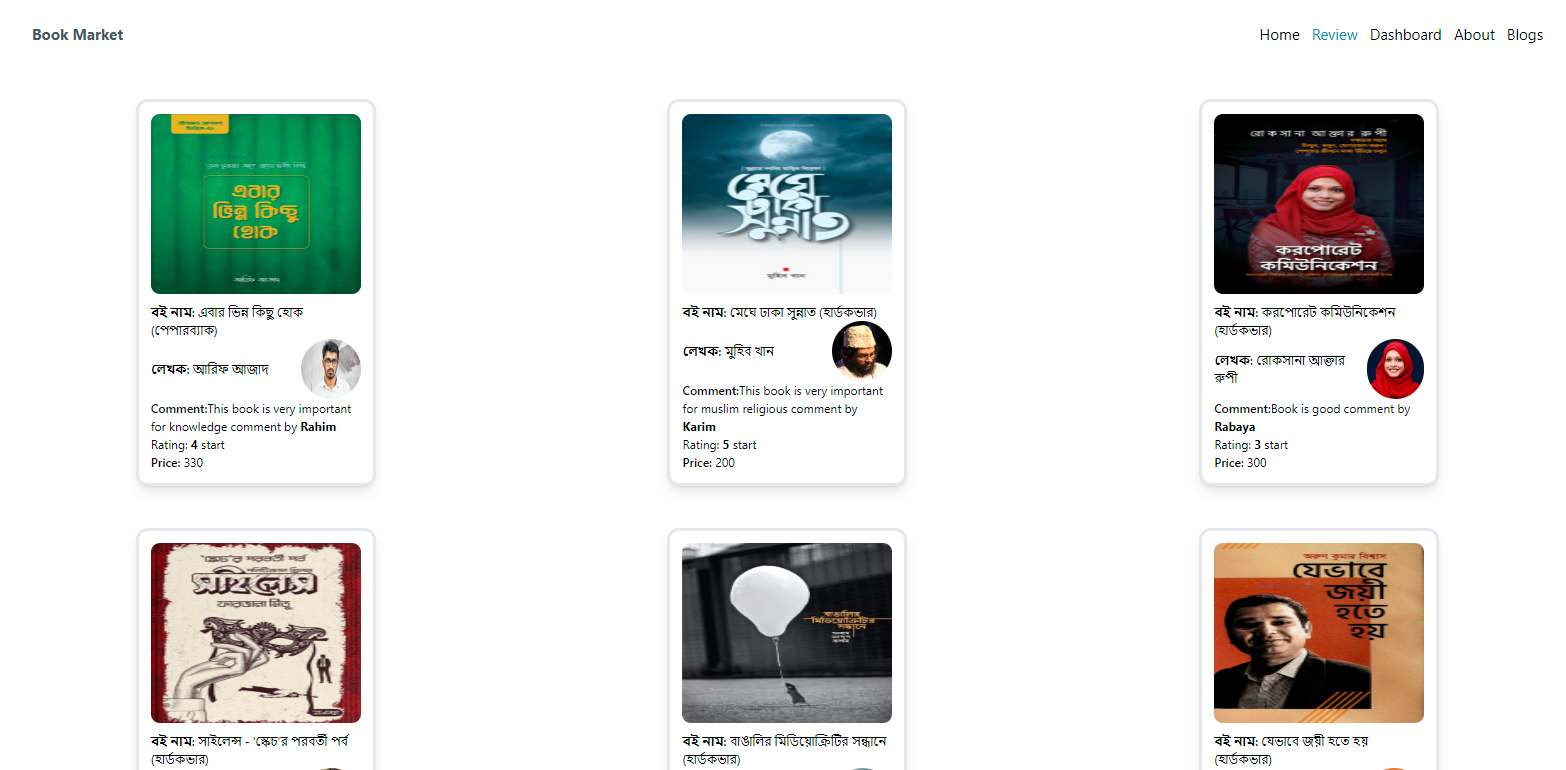 Book Market
Home Review Dashboard About Blogs
এবার
ভিন্ন কিছু
হোক
বই নাম: এবার ভিন্ন কিছু হোক
(পেপারব্যাক)
লেখক: আরিফ আজাদ
Comment:This book is very important
for knowledge comment by Rahim
Rating: 4 start
Price: 330
মেঘে
ঢাকা
সুন্নাত
মুহিব খান
বই নাম: মেঘে ঢাকা সুন্নাত (হার্ডকভার)
লেখক: মুহিব খান
Comment:This book is very important
for muslim religious comment by
Karim
Rating: 5 start
Price: 200
রোকসানা আক্তার রুপী
করপোরেট
কমিউনিকেশন
বই নাম: করপোরেট কমিউনিকেশন
(হার্ডকভার)
লেখক: রোকসানা আক্তার
রুপী
Comment:Book is good comment by
Rabaya
Rating: 3 start
Price: 300
'স্কেচ'র পরবর্তী পর্ব
সাইলেন্স
ফারজানা মিতু
বই নাম: সাইলেন্স - 'স্কেচ'র পরবর্তী পর্ব
(হার্ডকভার)
বাঙালির
মিডিয়োক্রিটির
সন্ধানে
বই নাম: বাঙালির মিডিয়োক্রিটির সন্ধানে
(হার্ডকভার)
অরুণ কুমার বিশ্বাস
যেভাবে
জয়ী
হতে
হয়
বই নাম: যেভাবে জয়ী হতে হয়
(হার্ডকভার)